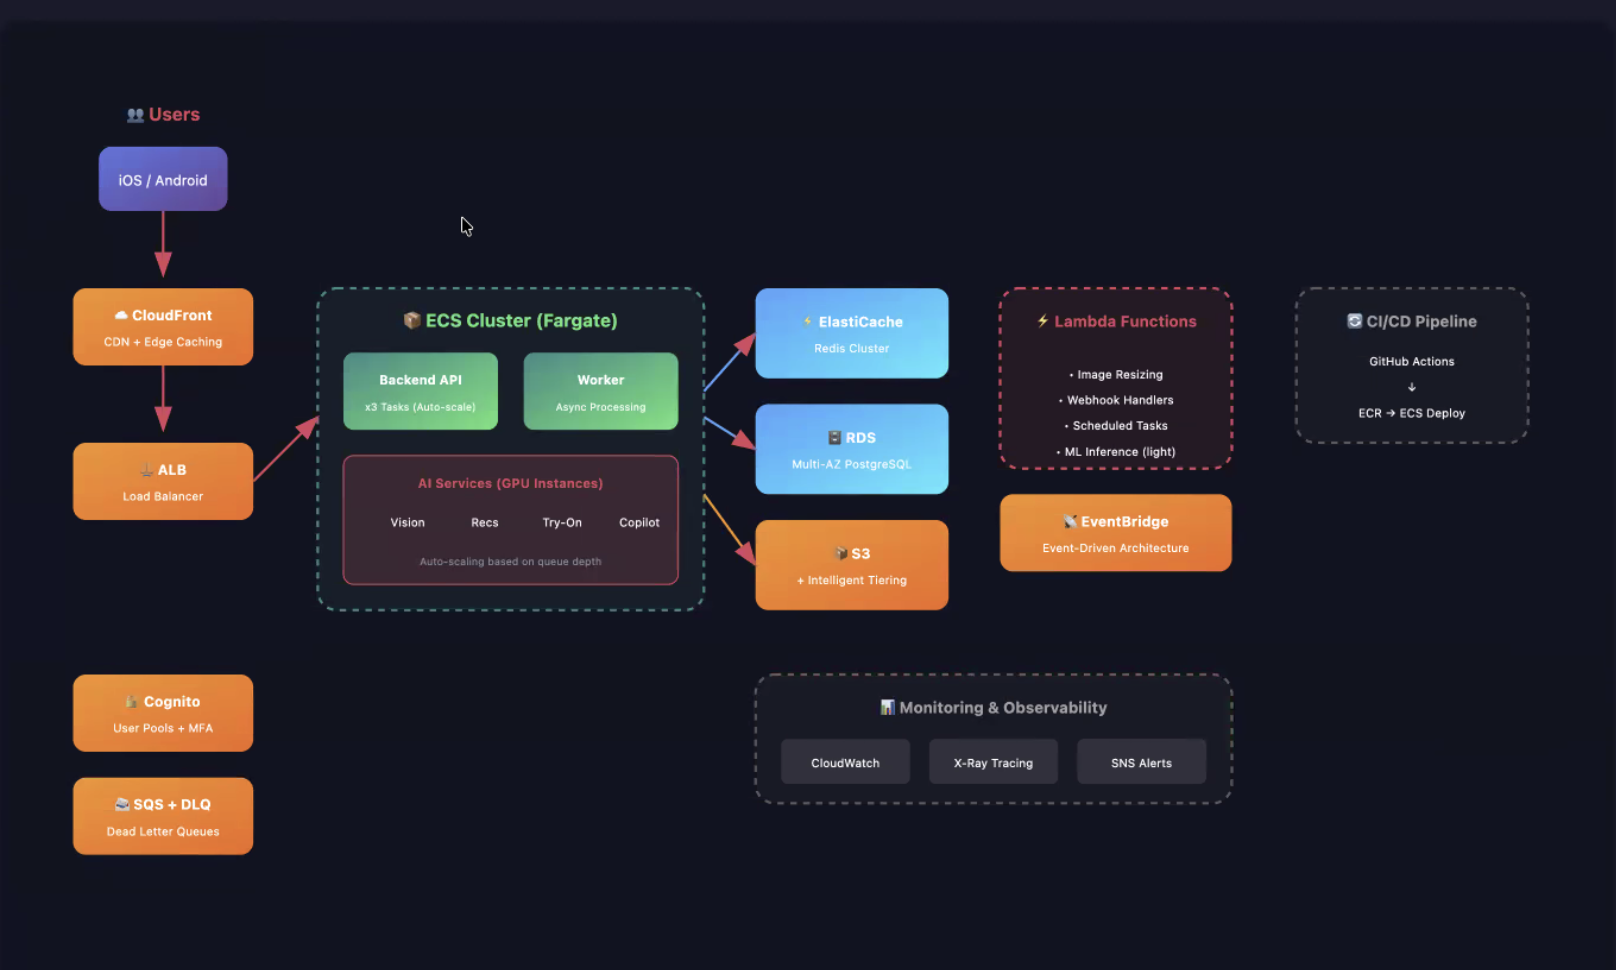 Users
iOS / Android
CloudFront
CDN + Edge Caching
ALB
Load Balancer
ECS Cluster (Fargate)
Backend API
x3 Tasks (Auto-scale)
Worker
Async Processing
AI Services (GPU Instances)
Vision Recs Try-On Copilot
Auto-scaling based on queue depth
ElastiCache
Redis Cluster
RDS
Multi-AZ PostgreSQL
S3
+ Intelligent Tiering
Lambda Functions
• Image Resizing
• Webhook Handlers
• Scheduled Tasks
• ML Inference (light)
EventBridge
Event-Driven Architecture
CI/CD Pipeline
GitHub Actions
↓
ECR → ECS Deploy
Cognito
User Pools + MFA
SQS + DLQ
Dead Letter Queues
Monitoring & Observability
CloudWatch
X-Ray Tracing
SNS Alerts